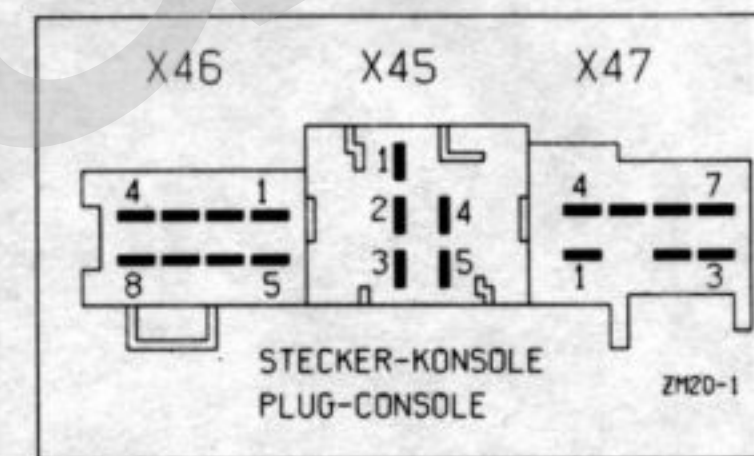 X46 X45 X47
1
4 1 2 4 4 7
8 5 3 5 1 3
STECKER-KONSOLE
PLUG-CONSOLE
ZM2D-1